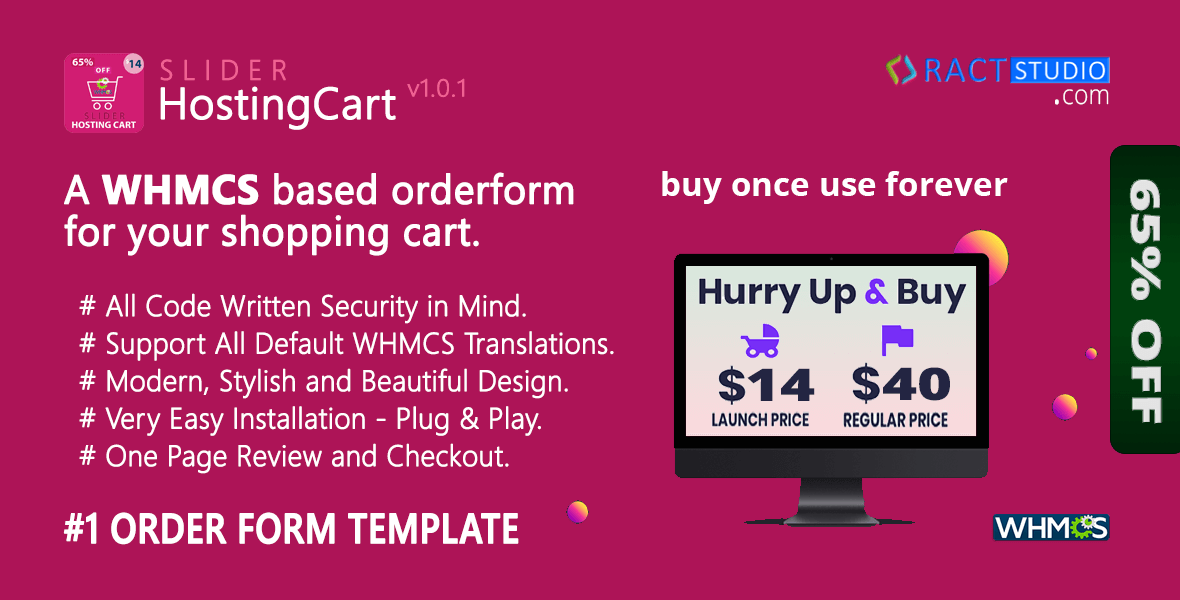 65% OFF 14
SLIDER
HOSTING CART
SLIDER
HostingCart v1.0.1
RACT STUDIO
.com
A WHMCS based orderform
for your shopping cart.
# All Code Written Security in Mind.
# Support All Default WHMCS Translations.
# Modern, Stylish and Beautiful Design.
# Very Easy Installation - Plug & Play.
# One Page Review and Checkout.
#1 ORDER FORM TEMPLATE
buy once use forever
Hurry Up & Buy
$14 $40
LAUNCH PRICE REGULAR PRICE
65% OFF
WHMCS